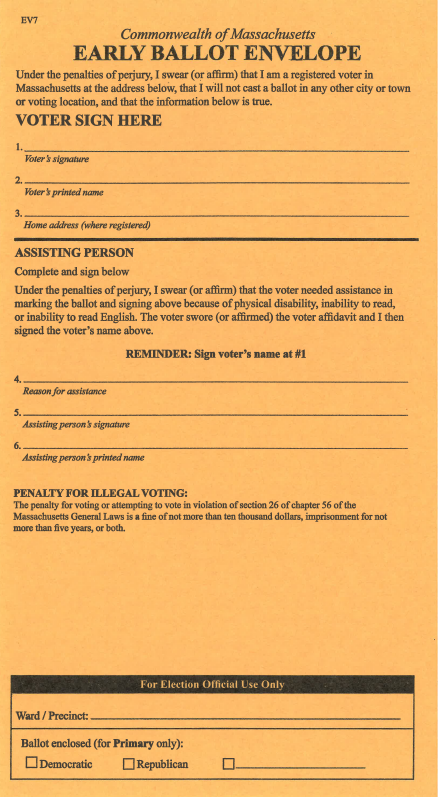 EV7
Commonwealth of Massachusetts
EARLY BALLOT ENVELOPE
Under the penalties of perjury, I swear (or affirm) that I am a registered voter in
Massachusetts at the address below, that I will not cast a ballot in any other city or town
or voting location, and that the information below is true.
VOTER SIGN HERE
1.
Voter's signature
2.
Voter's printed name
3.
Home address (where registered)
ASSISTING PERSON
Complete and sign below
Under the penalties of perjury, I swear (or affirm) that the voter needed assistance in
marking the ballot and signing above because of physical disability, inability to read,
or inability to read English. The voter swore (or affirmed) the voter affidavit and I then
signed the voter's name above.
REMINDER: Sign voter's name at #1
4.
Reason for assistance
5.
Assisting person's signature
6.
Assisting person's printed name
PENALTY FOR ILLEGAL VOTING:
The penalty for voting or attempting to vote in violation of section 26 of chapter 56 of the
Massachusetts General Laws is a fine of not more than ten thousand dollars, imprisonment for not
more than five years, or both.
For Election Official Use Only
Ward / Precinct:
Ballot enclosed (for Primary only):
Democratic Republican